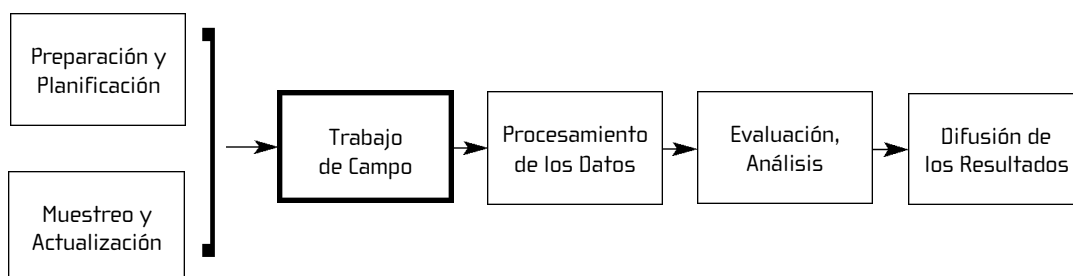 Preparación y
Planificación
Muestreo y
Actualización
Trabajo
de Campo
Procesamiento
de los Datos
Evaluación,
Análisis
Difusión de
los Resultados